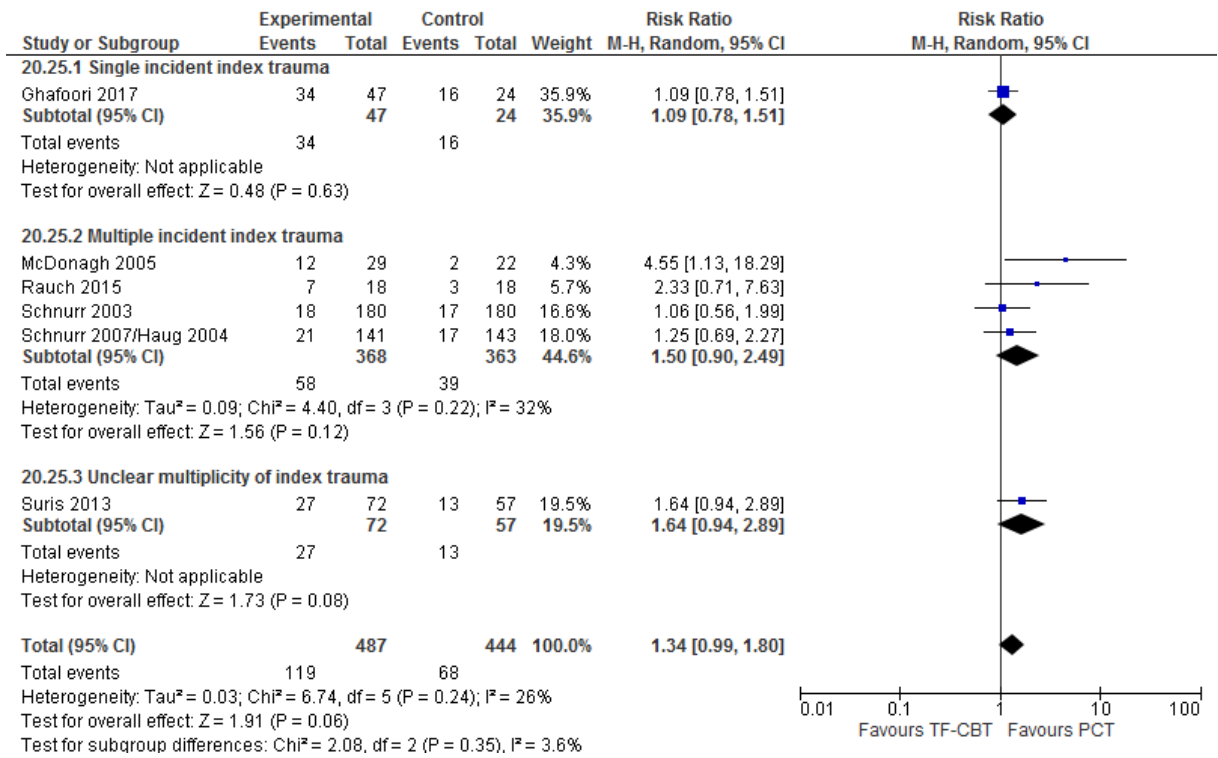 Experimental Control Risk Ratio Risk Ratio
Study or Subgroup Events Total Events Total Weight M-H, Random, 95% CI M-H, Random, 95% CI
20.25.1 Single incident index trauma
Ghafoori 2017 34 47 16 24 35.9% 1.09 [0.78, 1.51]
Subtotal (95% CI) 47 24 35.9% 1.09 [0.78, 1.51]
Total events 34 16
Heterogeneity: Not applicable
Test for overall effect: Z = 0.48 (P = 0.63)
20.25.2 Multiple incident index trauma
McDonagh 2005 12 29 2 22 4.3% 4.55 [1.13, 18.29]
Rauch 2015 7 18 3 18 5.7% 2.33 [0.71, 7.63]
Schnurr 2003 18 180 17 180 16.6% 1.06 [0.56, 1.99]
Schnurr 2007/Haug 2004 21 141 17 143 18.0% 1.25 [0.69, 2.27]
Subtotal (95% CI) 368 363 44.6% 1.50 [0.90, 2.49]
Total events 58 39
Heterogeneity: Tau² = 0.09; Chi² = 4.40, df = 3 (P = 0.22); I² = 32%
Test for overall effect: Z = 1.56 (P = 0.12)
20.25.3 Unclear multiplicity of index trauma
Suris 2013 27 72 13 57 19.5% 1.64 [0.94, 2.89]
Subtotal (95% CI) 72 57 19.5% 1.64 [0.94, 2.89]
Total events 27 13
Heterogeneity: Not applicable
Test for overall effect: Z = 1.73 (P = 0.08)
Total (95% CI) 487 444 100.0% 1.34 [0.99, 1.80]
Total events 119 68
Heterogeneity: Tau² = 0.03; Chi² = 6.74, df = 5 (P = 0.24); I² = 26%
Test for overall effect: Z = 1.91 (P = 0.06)
Test for subgroup differences: Chi² = 2.08, df = 2 (P = 0.35), I² = 3.6%
0.01 0.1 1 10 100
Favours TF-CBT Favours PCT